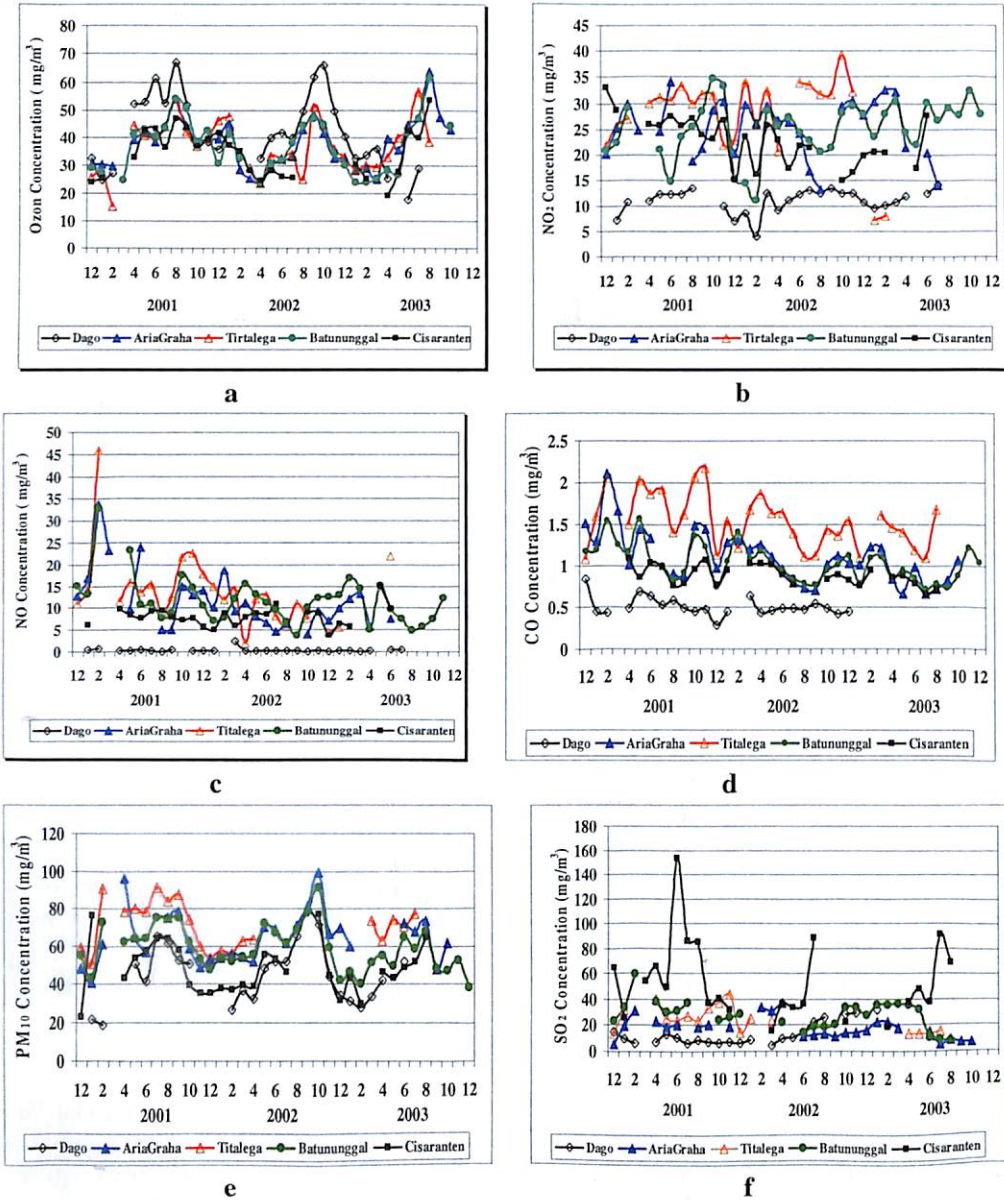 Ozon Concentration ( mg/m³)
80
70
60
50
40
30
20
10
0
12 2 4 6 8 10 12 2 4 6 8 10 12 2 4 6 8 10 12
2001 2002 2003
Dago AriaGraha Tirtalega Batununggal Cisaranten
a
NO₂ Concentration ( mg/m³)
45
40
35
30
25
20
15
10
5
0
12 2 4 6 8 10 12 2 4 6 8 10 12 2 4 6 8 10 12
2001 2002 2003
Dago AriaGraha Tirtalega Batununggal Cisaranten
b
NO Concentration ( mg/m³)
50
45
40
35
30
25
20
15
10
5
0
12 2 4 6 8 10 12 2 4 6 8 10 12 2 4 6 8 10 12
2001 2002 2003
Dago AriaGraha Titalega Batununggal Cisaranten
c
CO Concentration (mg/m³)
2.5
2
1.5
1
0.5
0
12 2 4 6 8 10 12 2 4 6 8 10 12 2 4 6 8 10 12
2001 2002 2003
Dago AriaGraha Titalega Batununggal Cisaranten
d
PM₁₀ Concentration (mg/m³)
120
100
80
60
40
20
0
12 2 4 6 8 10 12 2 4 6 8 10 12 2 4 6 8 10 12
2001 2002 2003
Dago AriaGraha Titalega Batununggal Cisaranten
e
SO₂ Concentration (mg/m³)
180
160
140
120
100
80
60
40
20
0
12 2 4 6 8 10 12 2 4 6 8 10 12 2 4 6 8 10 12
2001 2002 2003
Dago AriaGraha Titalega Batununggal Cisaranten
f